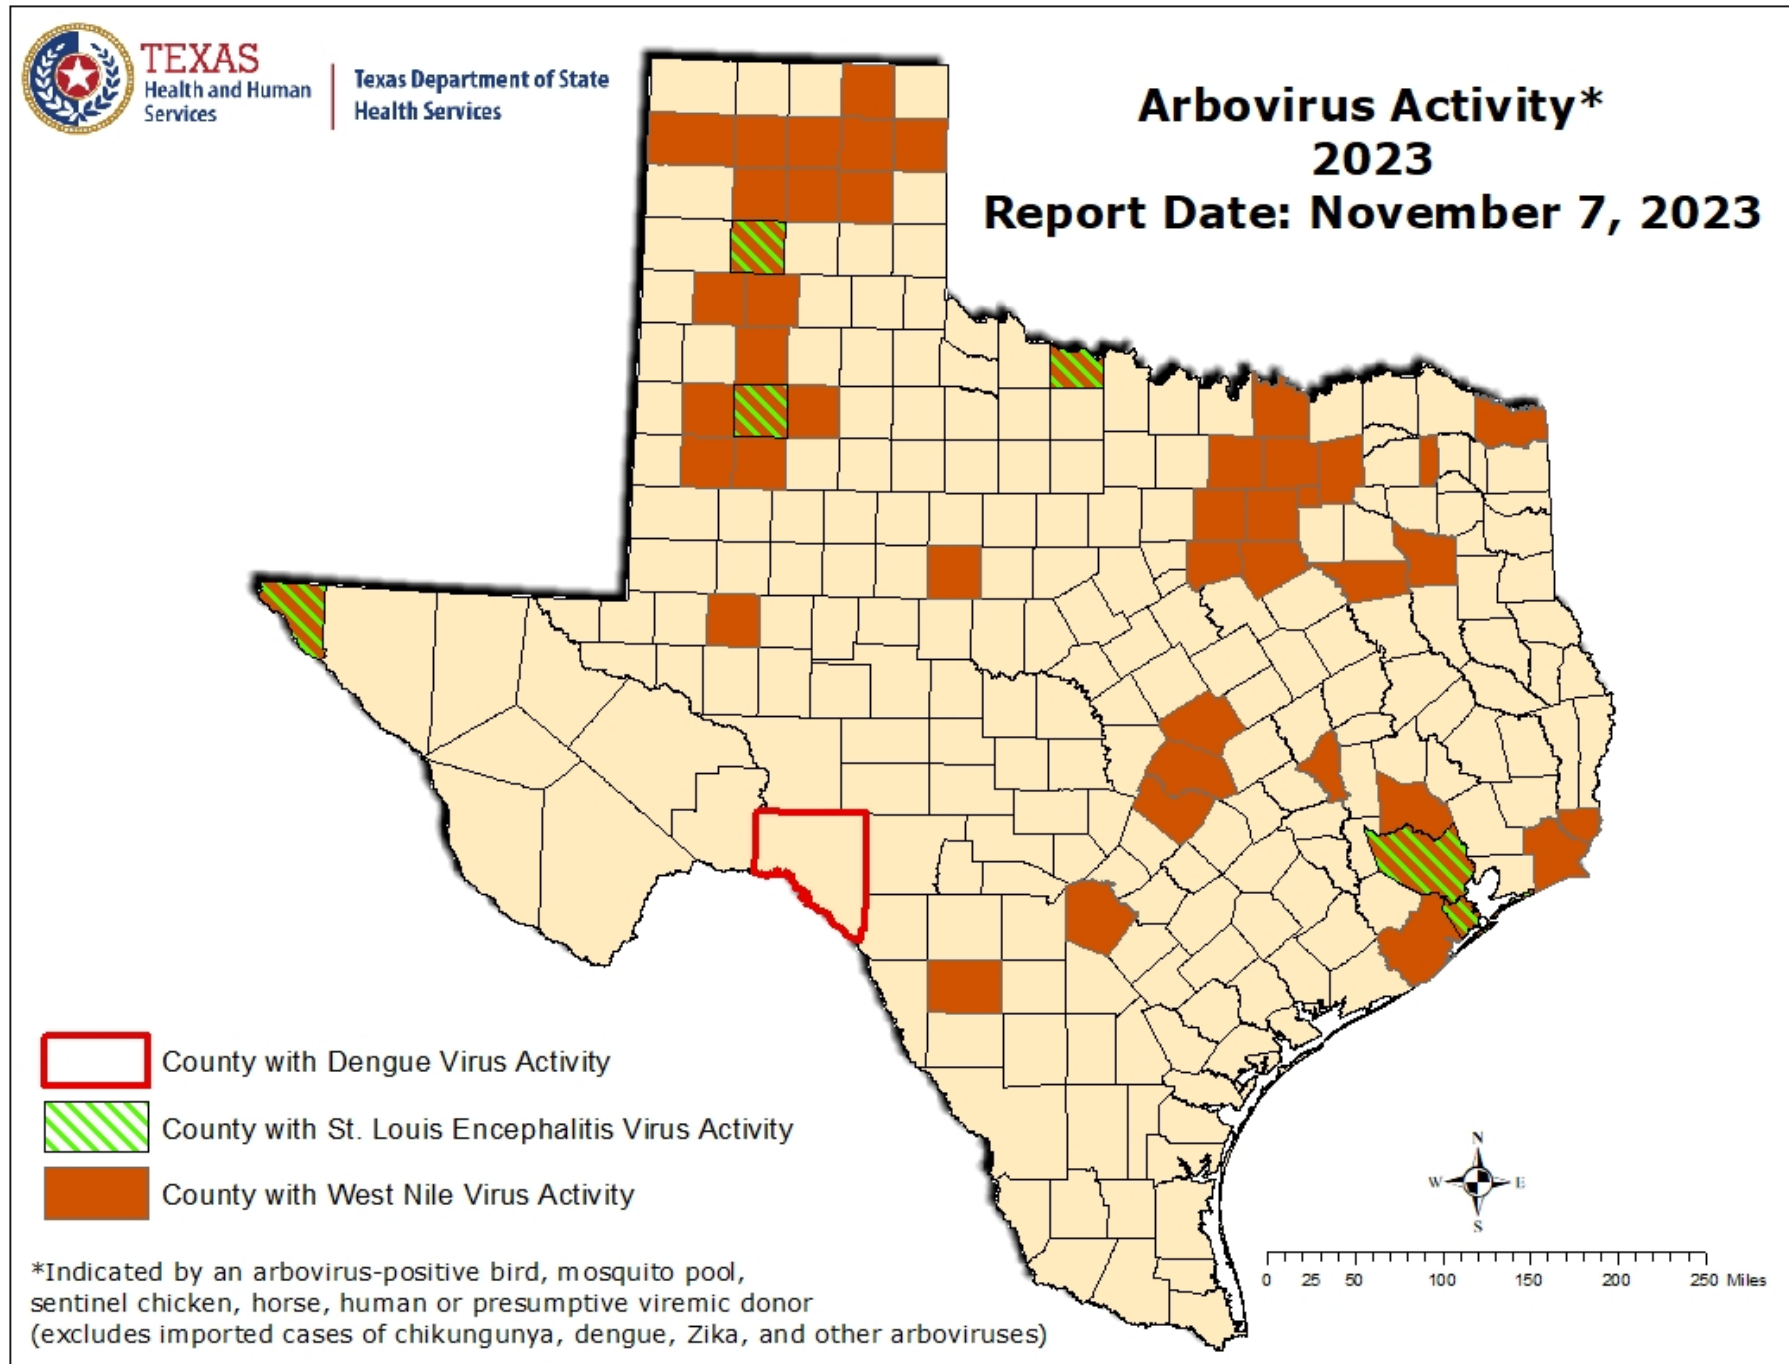 TEXAS
Health and Human
Services
Texas Department of State
Health Services
Arbovirus Activity*
2023
Report Date: November 7, 2023
County with Dengue Virus Activity
County with St. Louis Encephalitis Virus Activity
County with West Nile Virus Activity
*Indicated by an arbovirus-positive bird, mosquito pool,
sentinel chicken, horse, human or presumptive viremic donor
(excludes imported cases of chikungunya, dengue, Zika, and other arboviruses)
N
W E
S
0 25 50 100 150 200 250 Miles